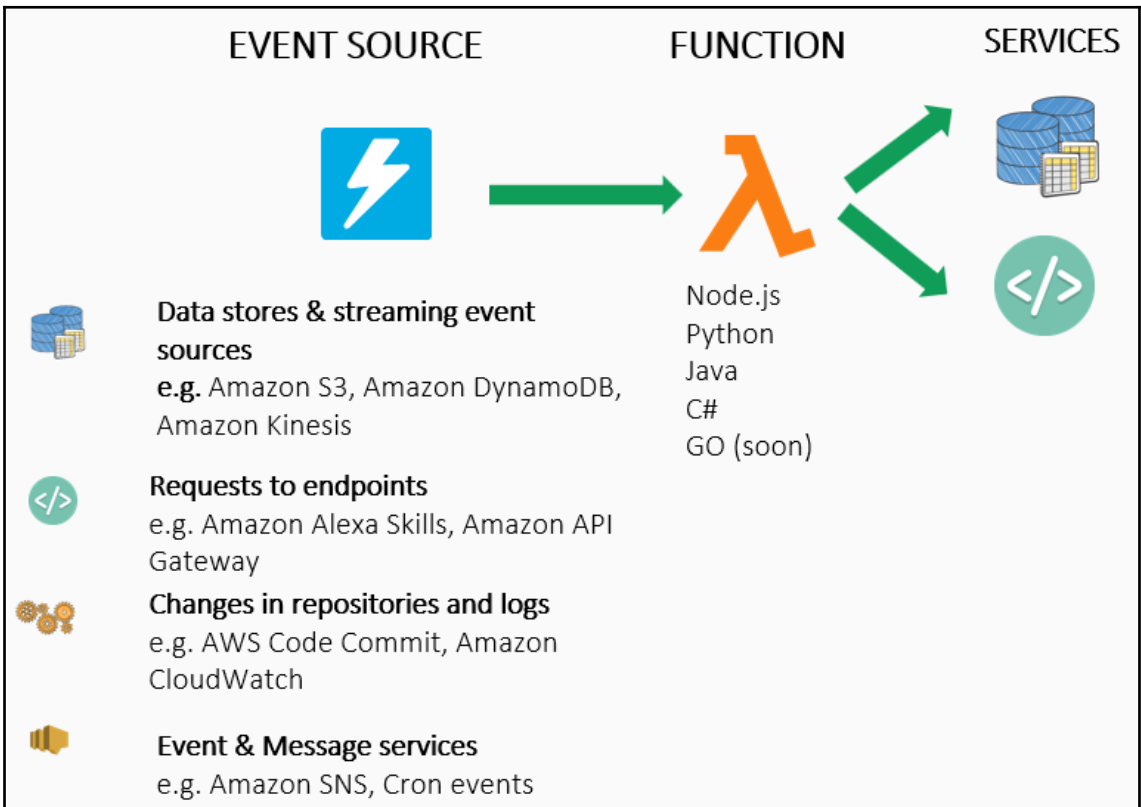 EVENT SOURCE
FUNCTION
SERVICES
Data stores & streaming event
sources
e.g. Amazon S3, Amazon DynamoDB,
Amazon Kinesis
Requests to endpoints
e.g. Amazon Alexa Skills, Amazon API
Gateway
Changes in repositories and logs
e.g. AWS Code Commit, Amazon
CloudWatch
Event & Message services
e.g. Amazon SNS, Cron events
Node.js
Python
Java
C#
GO (soon)